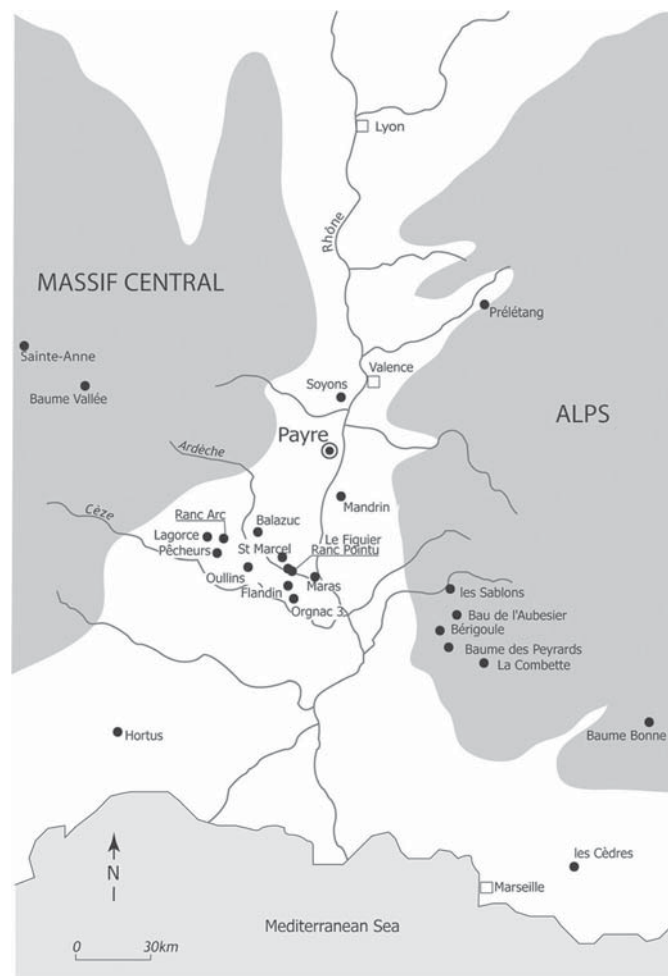 Lyon
Rhône
MASSIF CENTRAL
Prélétang
Sainte-Anne
Valence
Baume Vallée
Soyons
ALPS
Payre
Ardèche
Mandrin
Cèze
Ranc Arc
Balazuc
Lagorce
Le Figuier
St Marcel
Ranc Pointu
Pêcheurs
Oullins
Maras
Flandin
les Sablons
Orgnac 3
Bau de l'Aubesier
Bérigoule
Baume des Peyrards
La Combette
Hortus
Baume Bonne
les Cèdres
N
Marseille
Mediterranean Sea
0 30km